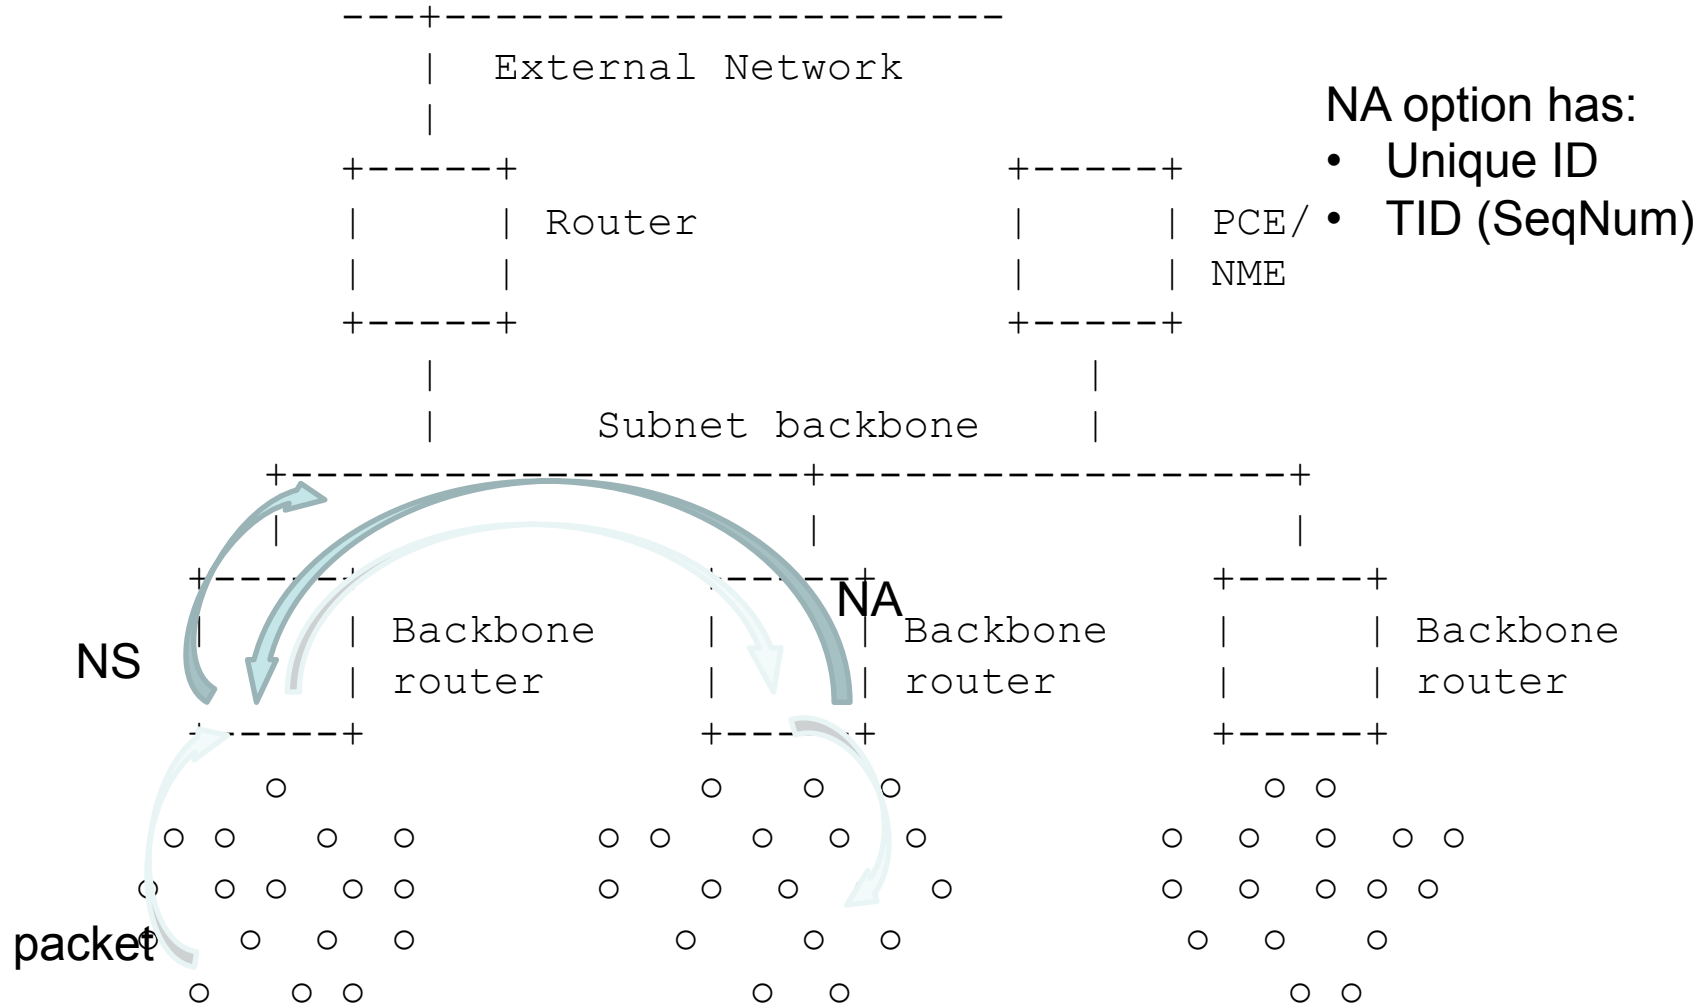 External Network
NA option has:
• Unique ID
Router
PCE/
• TID (SeqNum)
NME
Subnet backbone
NA
NS
Backbone
router
Backbone
router
Backbone
router
packet